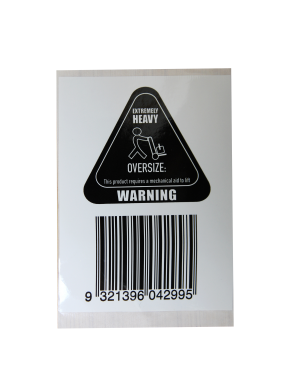 EXTREMELY
HEAVY
OVERSIZE:
This product requires a mechanical aid to lift
WARNING
9 321396 042995